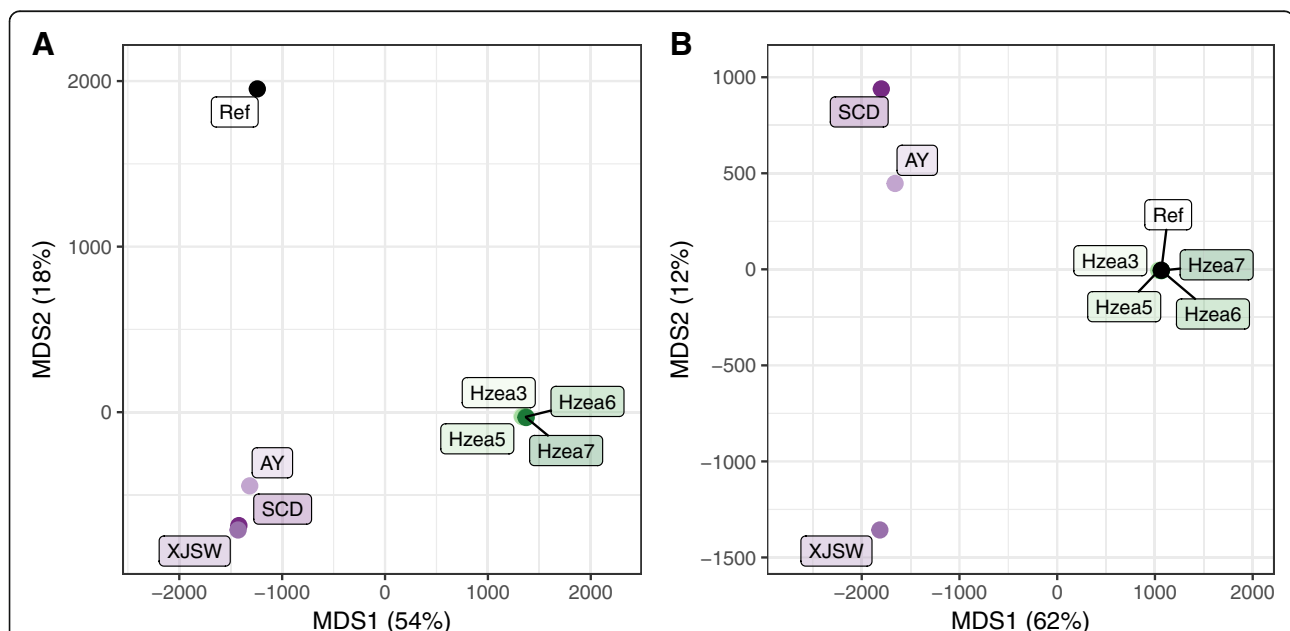 A
2000
1000
0
MDS2 (18%)
Ref
Hzea3
Hzea6
Hzea5
Hzea7
AY
SCD
XJSW
−2000
−1000
0
1000
2000
MDS1 (54%)
B
1000
500
0
−500
−1000
−1500
MDS2 (12%)
SCD
AY
Ref
Hzea3
Hzea7
Hzea5
Hzea6
XJSW
−2000
−1000
0
1000
2000
MDS1 (62%)